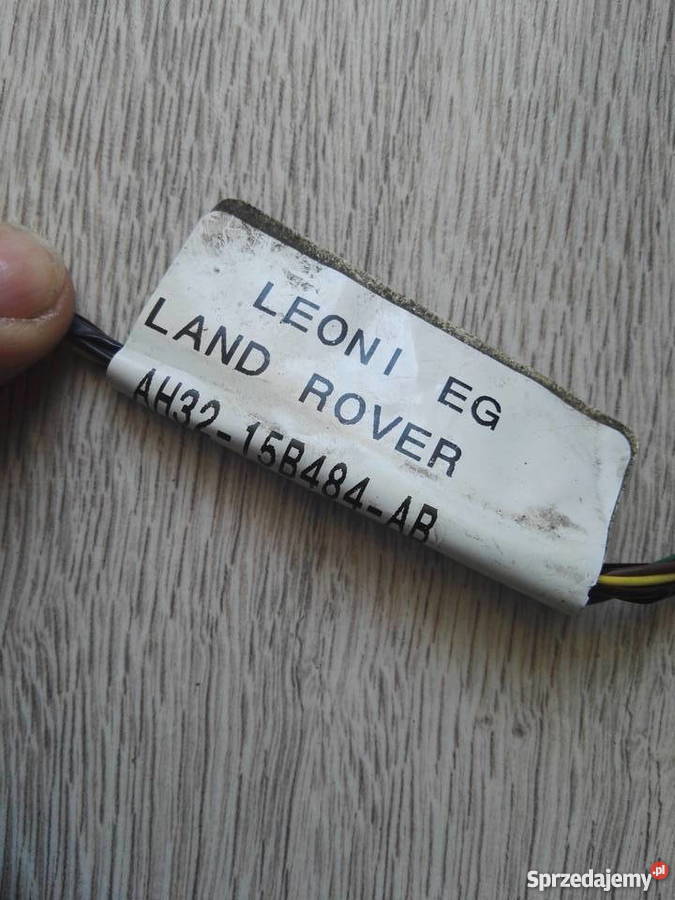 LEONI EG
LAND ROVER
AH32-15B484-AB
Sprzedajemy.pl